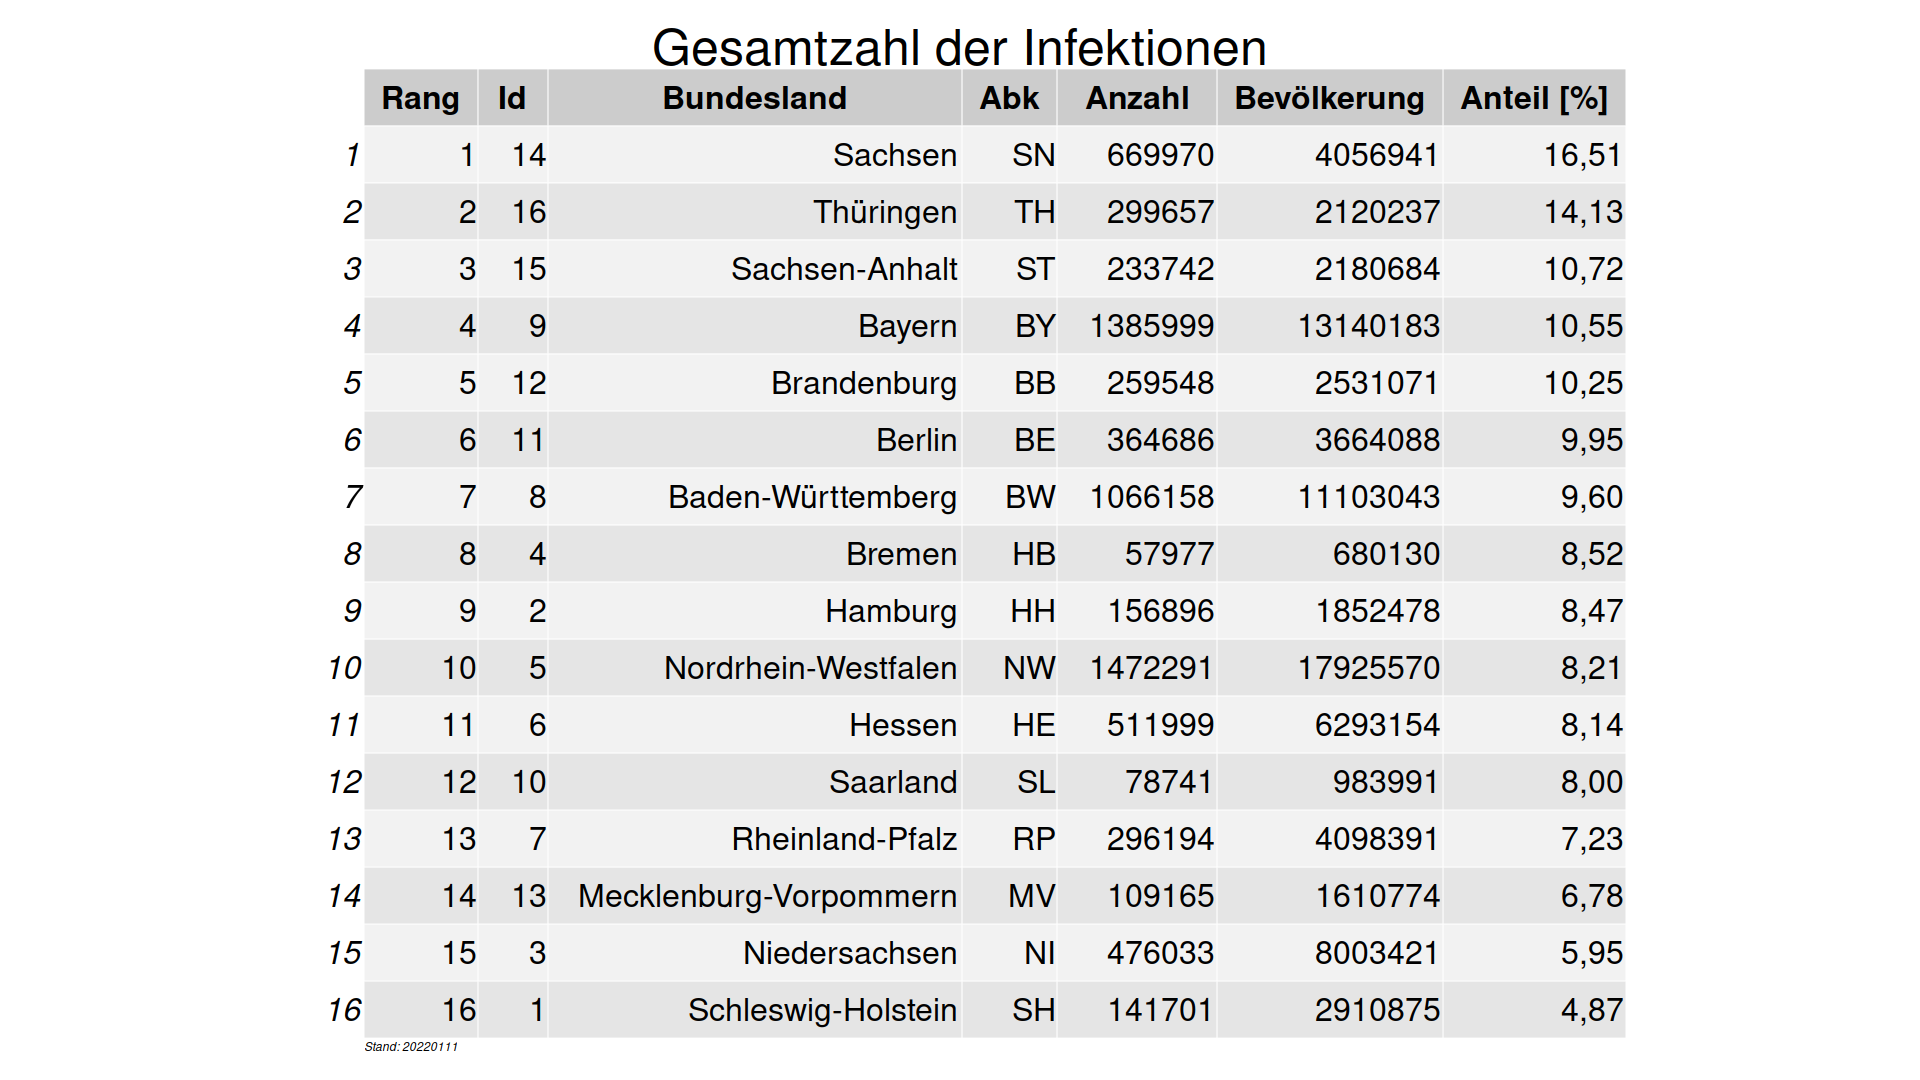 Gesamtzahl der Infektionen
Rang Id Bundesland Abk Anzahl Bevölkerung Anteil [%]
1 1 14 Sachsen SN 669970 4056941 16,51
2 2 16 Thüringen TH 299657 2120237 14,13
3 3 15 Sachsen-Anhalt ST 233742 2180684 10,72
4 4 9 Bayern BY 1385999 13140183 10,55
5 5 12 Brandenburg BB 259548 2531071 10,25
6 6 11 Berlin BE 364686 3664088 9,95
7 7 8 Baden-Württemberg BW 1066158 11103043 9,60
8 8 4 Bremen HB 57977 680130 8,52
9 9 2 Hamburg HH 156896 1852478 8,47
10 10 5 Nordrhein-Westfalen NW 1472291 17925570 8,21
11 11 6 Hessen HE 511999 6293154 8,14
12 12 10 Saarland SL 78741 983991 8,00
13 13 7 Rheinland-Pfalz RP 296194 4098391 7,23
14 14 13 Mecklenburg-Vorpommern MV 109165 1610774 6,78
15 15 3 Niedersachsen NI 476033 8003421 5,95
16 16 1 Schleswig-Holstein SH 141701 2910875 4,87
Stand: 20220111